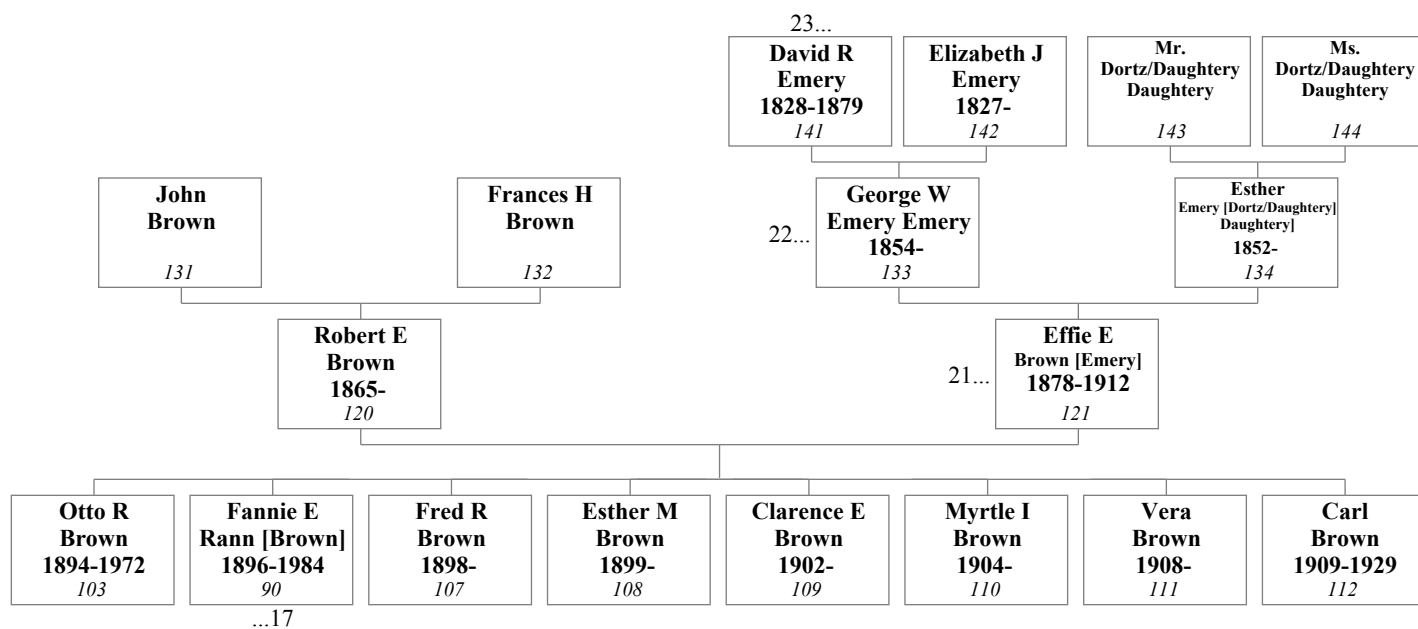 23...
David R
Emery
1828-1879
141
Elizabeth J
Emery
1827-
142
Mr.
Dortz/Daughtery
Daughtery
143
Ms.
Dortz/Daughtery
Daughtery
144
John
Brown
131
Frances H
Brown
132
22...
George W
Emery Emery
1854-
133
Esther
Emery [Dortz/Daughtery]
Daughtery]
1852-
134
Robert E
Brown
1865-
120
21...
Effie E
Brown [Emery]
1878-1912
121
Otto R
Brown
1894-1972
103
Fannie E
Rann [Brown]
1896-1984
90
...17
Fred R
Brown
1898-
107
Esther M
Brown
1899-
108
Clarence E
Brown
1902-
109
Myrtle I
Brown
1904-
110
Vera
Brown
1908-
111
Carl
Brown
1909-1929
112